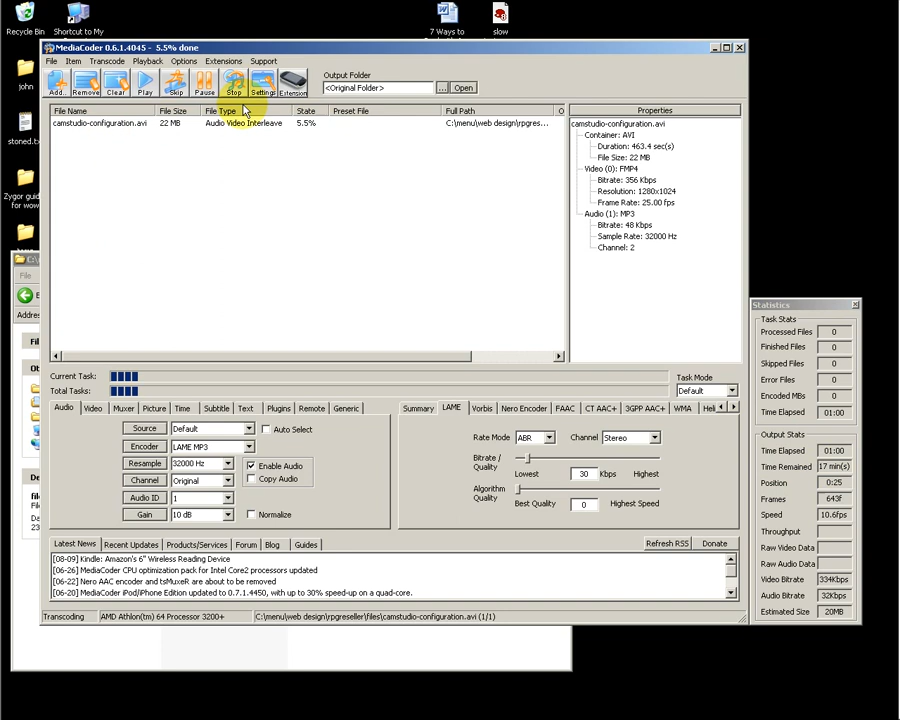 Recycle Bin
Shortcut to My
7 Ways to
slow
john
stoned.t
Zygor guid
for wow
MediaCoder 0.6.1.4045 - 5.5% done
File Item Transcode Playback Options Extensions Support
Add.. Remove Clear Play Skip Pause Stop Settings Extension
Output Folder
<Original Folder> ... Open
File Name File Size File Type State Preset File Full Path
camstudio-configuration.avi 22 MB Audio Video Interleave 5.5% C:\menu\web design\rpgres...
Properties
camstudio-configuration.avi
Container: AVI
Duration: 463.4 sec(s)
File Size: 22 MB
Video (0): FMP4
Bitrate: 356 Kbps
Resolution: 1280x1024
Frame Rate: 25.00 fps
Audio (1): MP3
Bitrate: 48 Kbps
Sample Rate: 32000 Hz
Channel: 2
File
Addres
Current Task:
Total Tasks:
Task Mode
Default
Audio Video Muxer Picture Time Subtitle Text Plugins Remote Generic
Source Default Auto Select
Encoder LAME MP3
Resample 32000 Hz Enable Audio
Channel Original Copy Audio
Audio ID 1
Gain 10 dB Normalize
Summary LAME Vorbis Nero Encoder FAAC CT AAC+ 3GPP AAC+ WMA Heli
Rate Mode ABR Channel Stereo
Bitrate /
Quality
Lowest 30 Kbps Highest
Algorithm
Quality
Best Quality 0 Highest Speed
Latest News Recent Updates Products/Services Forum Blog Guides Refresh RSS Donate
[08-09] Kindle: Amazon's 6" Wireless Reading Device
[06-26] MediaCoder CPU optimization pack for Intel Core2 processors updated
[06-22] Nero AAC encoder and tsMuxeR are about to be removed
[06-20] MediaCoder iPod/iPhone Edition updated to 0.7.1.4450, with up to 30% speed-up on a quad-core.
Transcoding AMD Athlon(tm) 64 Processor 3200+ C:\menu\web design\rpgreseller\files\camstudio-configuration.avi (1/1)
Statistics
Task Stats
Processed Files 0
Finished Files 0
Skipped Files 0
Error Files 0
Encoded MBs 0
Time Elapsed 01:00
Output Stats
Time Elapsed 01:00
Time Remained 17 min(s)
Position 0:25
Frames 643f
Speed 10.6fps
Throughput
Raw Video Data
Raw Audio Data
Video Bitrate 334Kbps
Audio Bitrate 32Kbps
Estimated Size 20MB